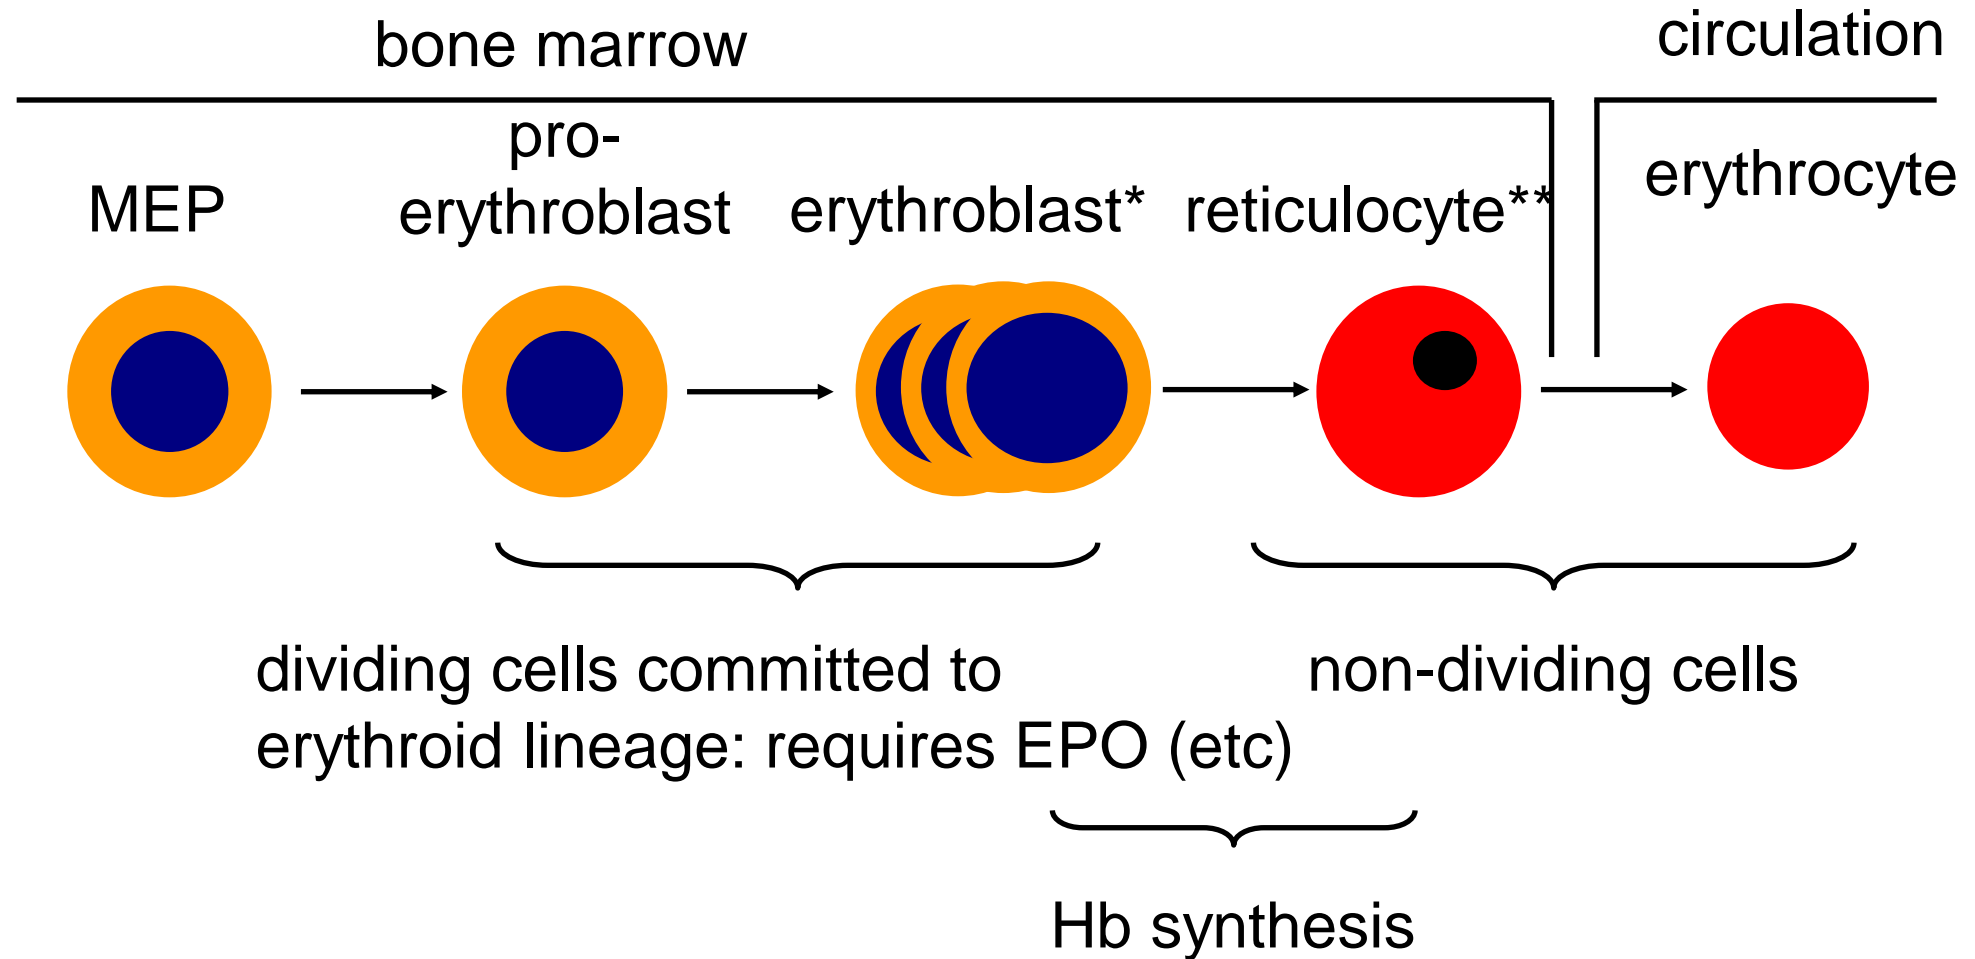 bone marrow
circulation
MEP
pro-
erythroblast
erythroblast*
reticulocyte**
erythrocyte
dividing cells committed to
erythroid lineage: requires EPO (etc)
non-dividing cells
Hb synthesis